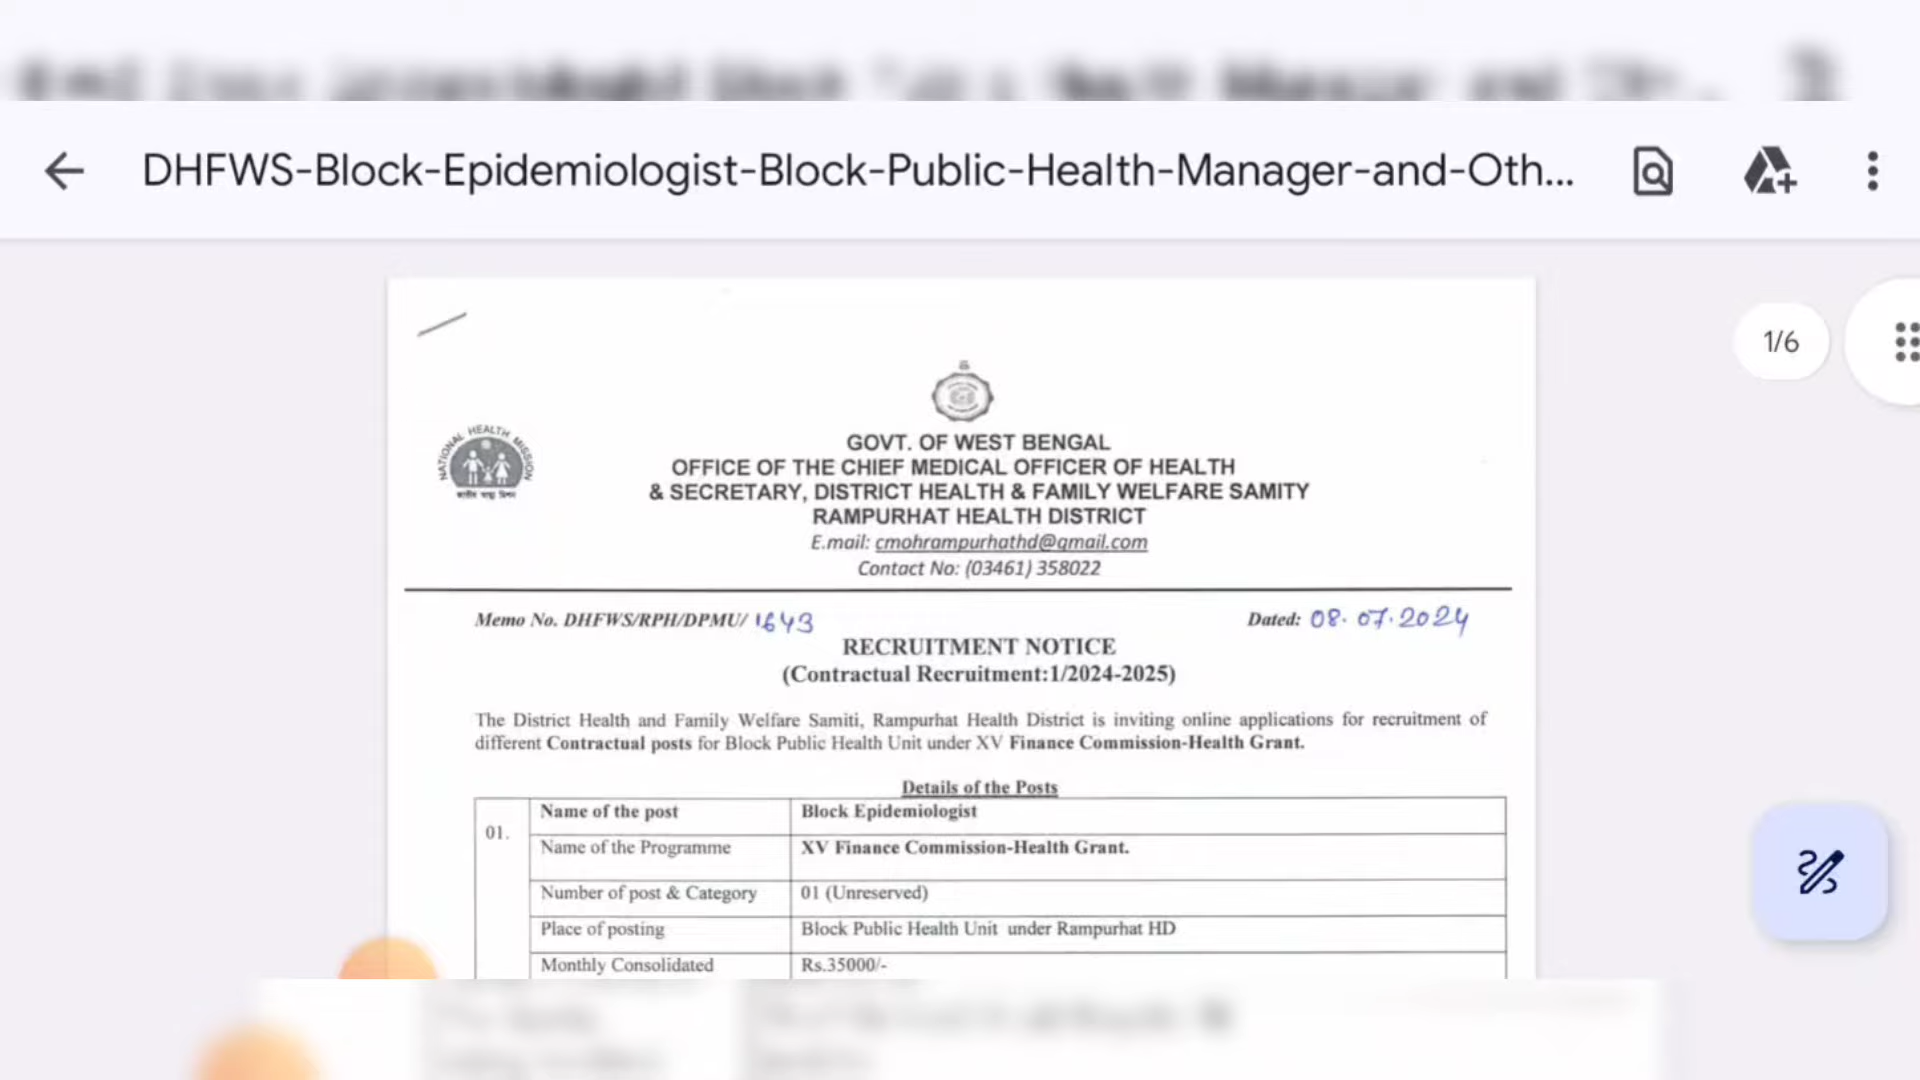 DHFWS-Block-Epidemiologist-Block-Public-Health-Manager-and-Oth...
1/6
NATIONAL HEALTH MISSION
GOVT. OF WEST BENGAL
OFFICE OF THE CHIEF MEDICAL OFFICER OF HEALTH
& SECRETARY, DISTRICT HEALTH & FAMILY WELFARE SAMITY
RAMPURHAT HEALTH DISTRICT
E.mail: cmohrampurhathd@gmail.com
Contact No: (03461) 358022
Memo No. DHFWS/RPH/DPMU/ 1643 Dated: 08.07.2024
RECRUITMENT NOTICE
(Contractual Recruitment:1/2024-2025)
The District Health and Family Welfare Samiti, Rampurhat Health District is inviting online applications for recruitment of
different Contractual posts for Block Public Health Unit under XV Finance Commission-Health Grant.
Details of the Posts
01. Name of the post Block Epidemiologist
Name of the Programme XV Finance Commission-Health Grant.
Number of post & Category 01 (Unreserved)
Place of posting Block Public Health Unit under Rampurhat HD
Monthly Consolidated Rs.35000/-